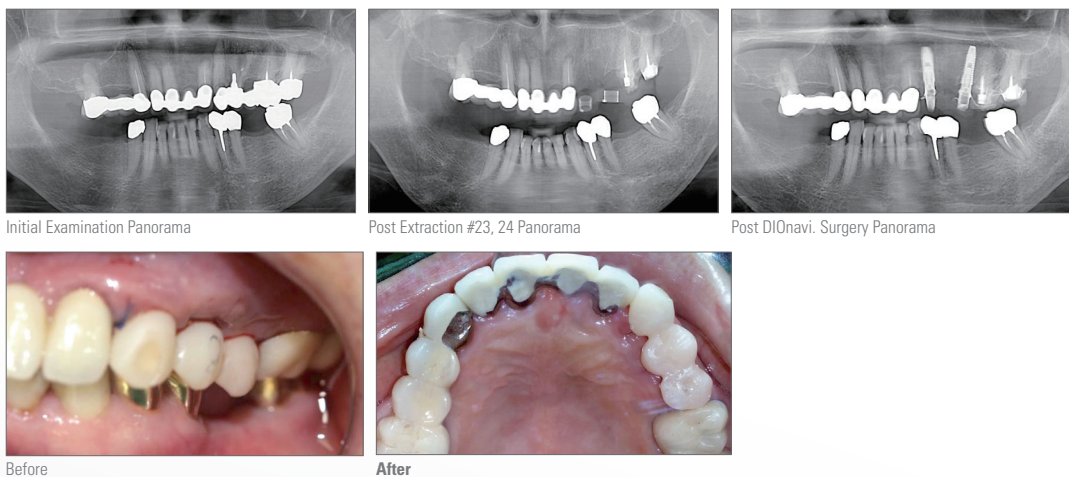 Initial Examination Panorama
Post Extraction #23, 24 Panorama
Post DIOnavi. Surgery Panorama
Before
After